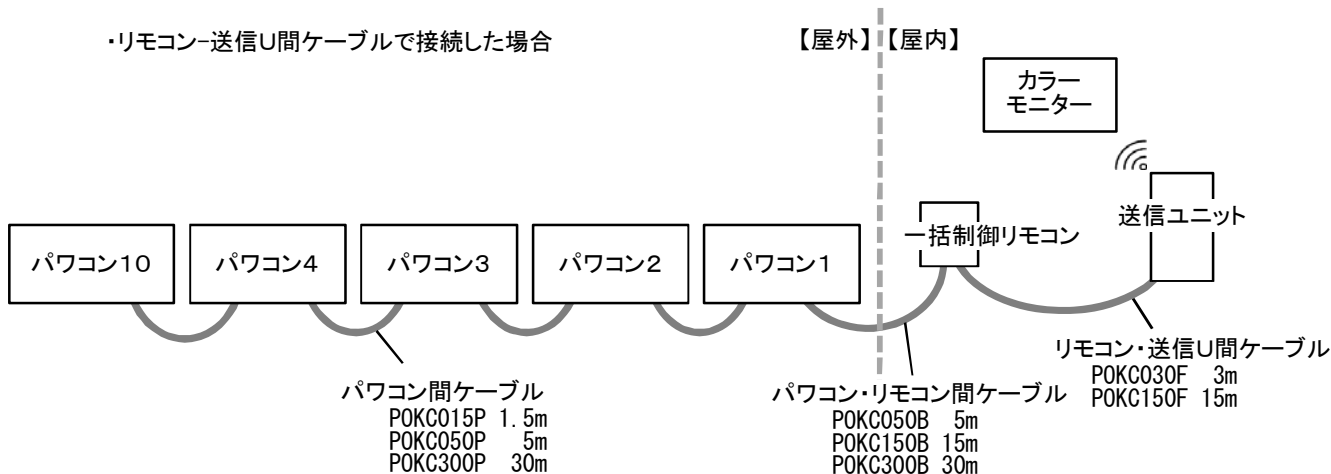 ・リモコン-送信U間ケーブルで接続した場合
【屋外】【屋内】
カラー
モニター
送信ユニット
一括制御リモコン
パワコン10
パワコン4
パワコン3
パワコン2
パワコン1
パワコン間ケーブル
POKC015P 1.5m
POKC050P 5m
POKC300P 30m
パワコン・リモコン間ケーブル
POKC050B 5m
POKC150B 15m
POKC300B 30m
リモコン・送信U間ケーブル
POKC030F 3m
POKC150F 15m